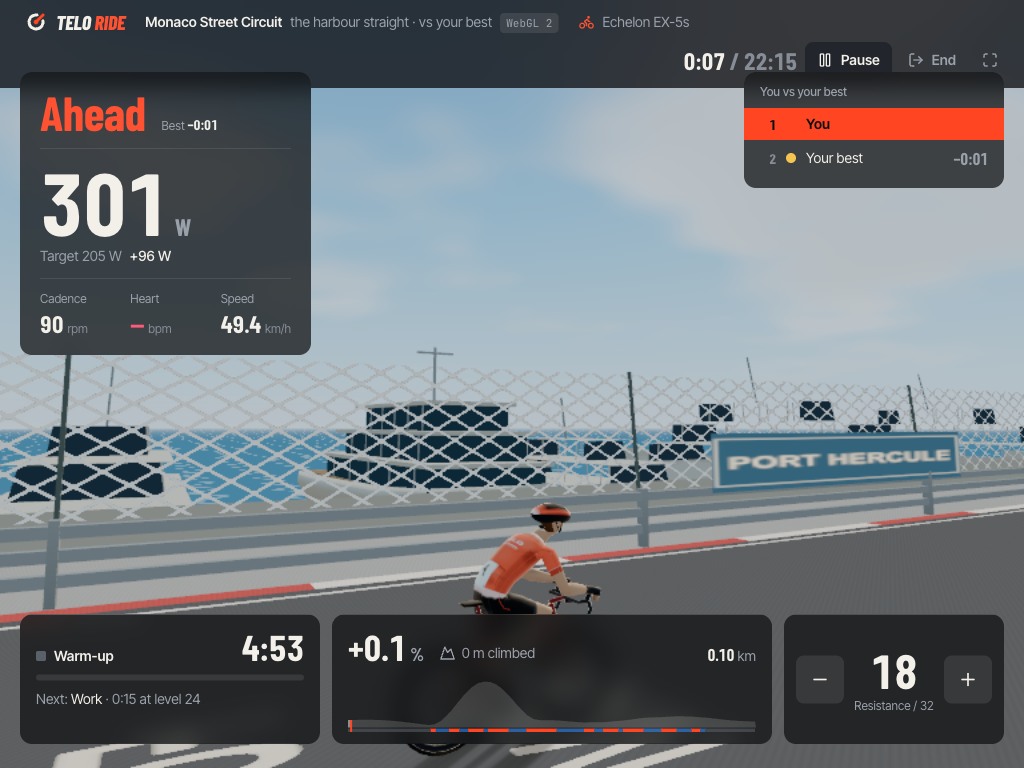 TELO RIDE Monaco Street Circuit the harbour straight · vs your best WebGL 2 Echelon EX-5s
0:07 / 22:15 Pause End
Ahead Best −0:01
301 W
Target 205 W +96 W
Cadence Heart Speed
90 rpm – bpm 49.4 km/h
You vs your best
1 You
2 Your best −0:01
PORT HERCULE
Warm-up 4:53
Next: Work · 0:15 at level 24
+0.1 % 0 m climbed 0.10 km
− 18 +
Resistance / 32